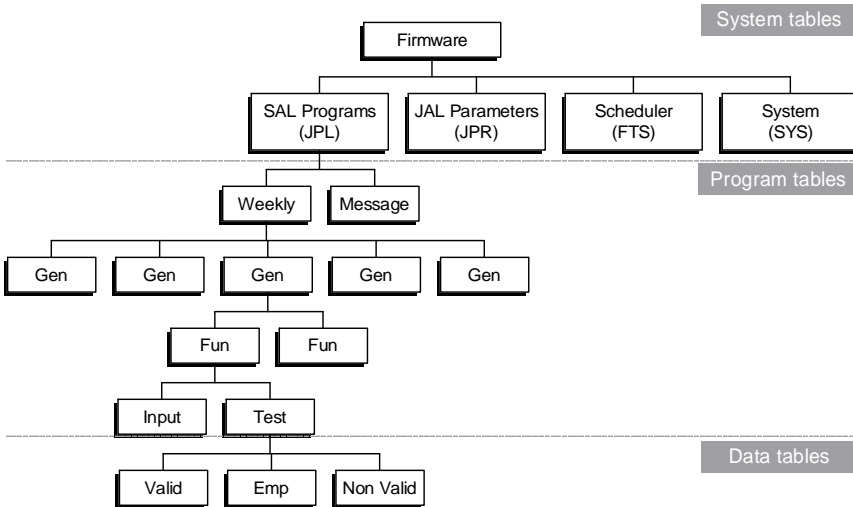 System tables
Firmware
SAL Programs
(JPL)
JAL Parameters
(JPR)
Scheduler
(FTS)
System
(SYS)
Program tables
Weekly
Message
Gen
Gen
Gen
Gen
Gen
Fun
Fun
Input
Test
Data tables
Valid
Emp
Non Valid